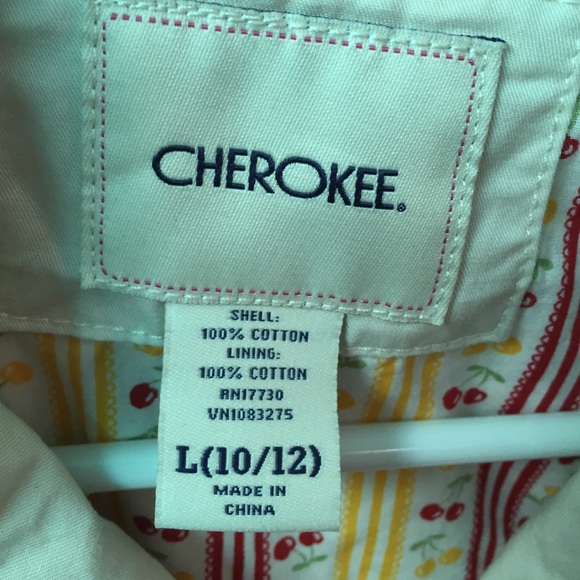 CHEROKEE®
SHELL:
100% COTTON
LINING:
100% COTTON
RN17730
VN1083275
L(10/12)
MADE IN
CHINA